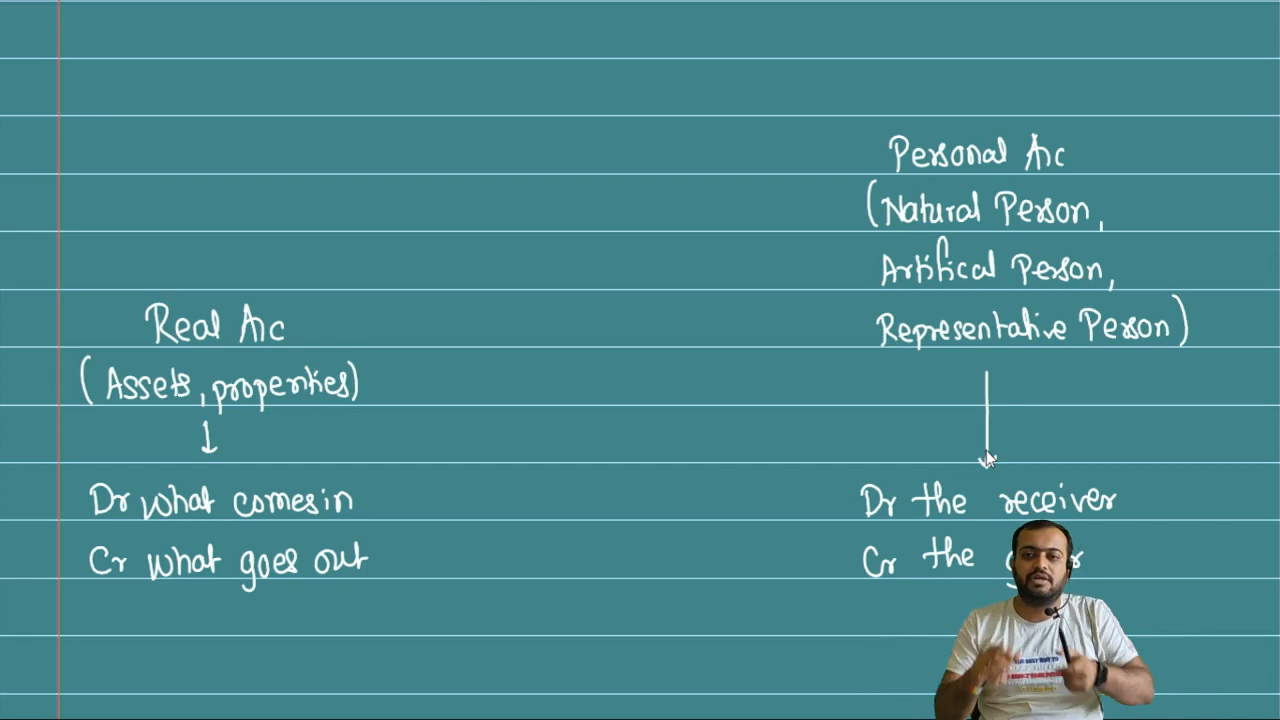 Personal A/c
(Natural Person,
Artifical Person,
Representative Person)
Real A/c
(Assets, properties)
Dr what comes in
Cr what goes out
Dr the receiver
Cr the